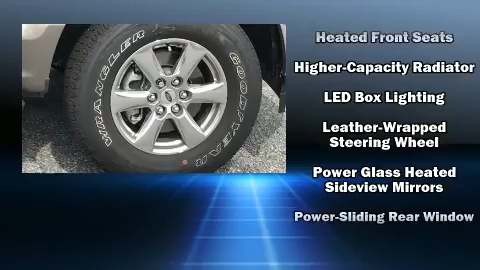 WRANGLER
GOODYEAR
Heated Front Seats
Higher-Capacity Radiator
LED Box Lighting
Leather-Wrapped
Steering Wheel
Power Glass Heated
Sideview Mirrors
Power-Sliding Rear Window